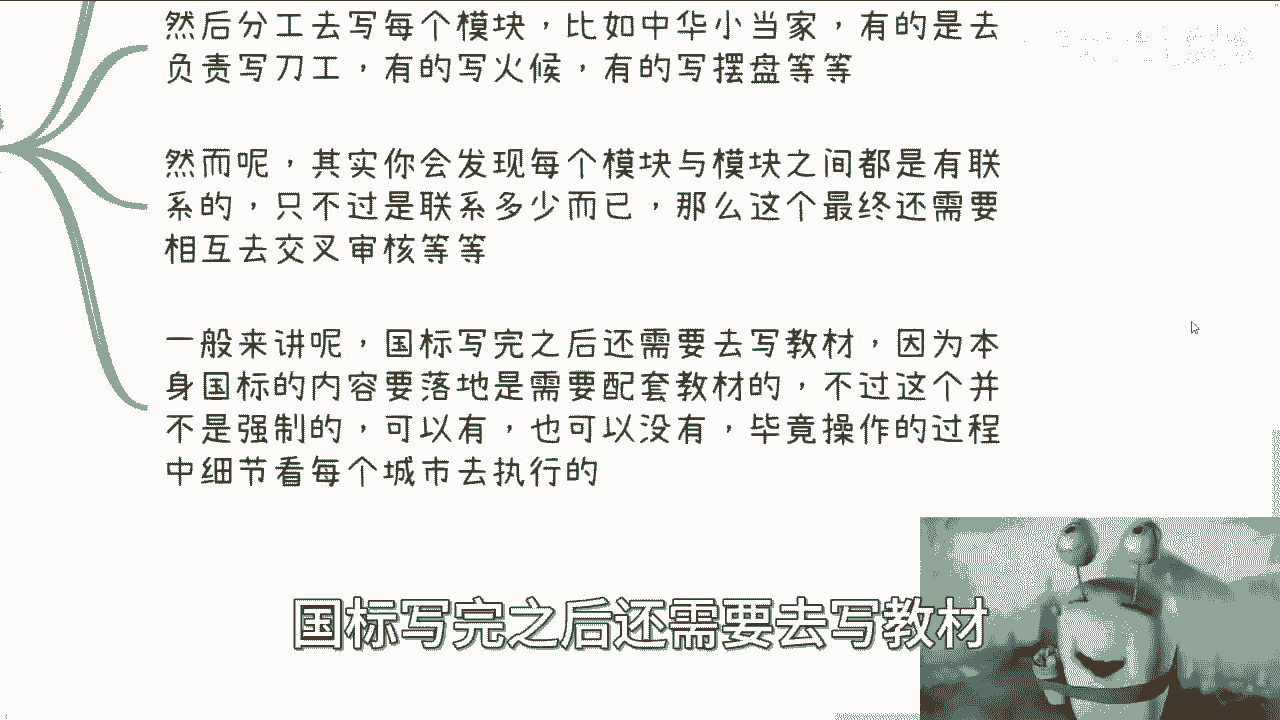 然后分工去写每个模块，比如中华小当家，有的是去
负责写刀工，有的写火候，有的写摆盘等等
然而呢，其实你会发现每个模块与模块之间都是有联
系的，只不过是联系多少而已，那么这个最终还需要
相互去交叉审核等等
一般来讲呢，国标写完之后还需要去写教材，因为本
身国标的内容要落地是需要配套教材的，不过这个并
不是强制的，可以有，也可以没有，毕竟操作的过程
中细节看每个城市去执行的
国标写完之后还需要去写教材